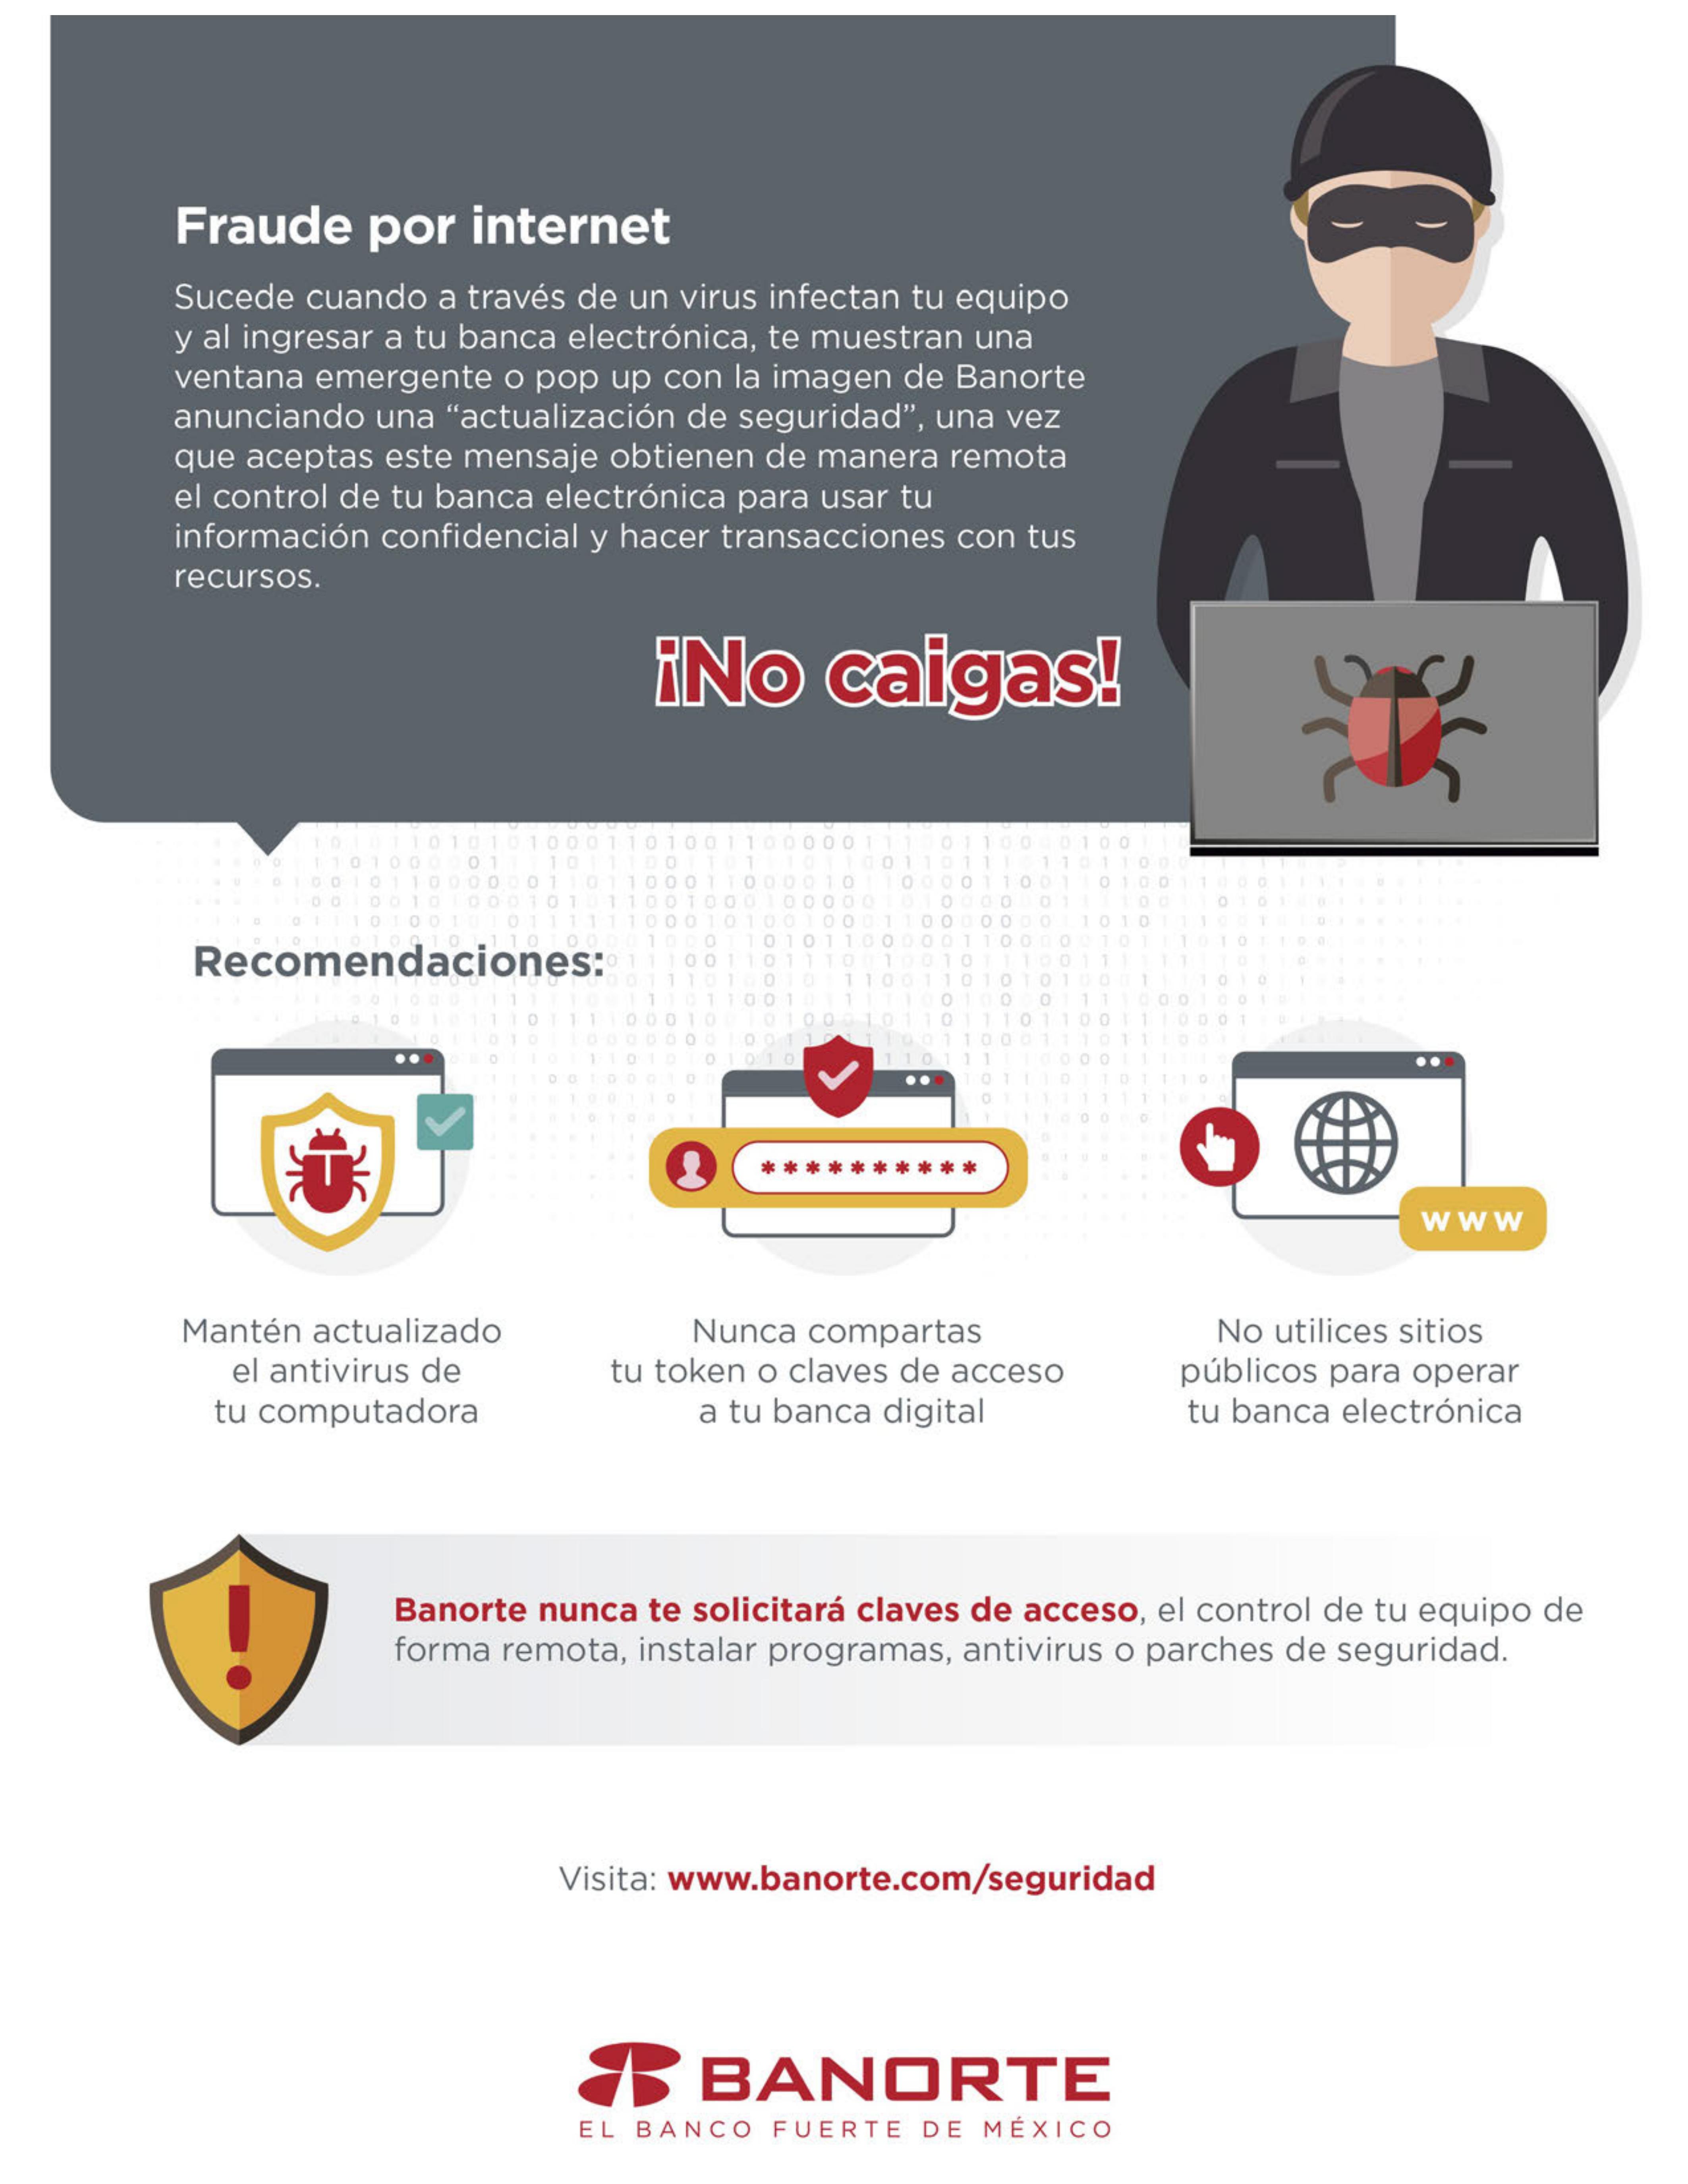 Fraude por internet
Sucede cuando a través de un virus infectan tu equipo
y al ingresar a tu banca electrónica, te muestran una
ventana emergente o pop up con la imagen de Banorte
anunciando una “actualización de seguridad”, una vez
que aceptas este mensaje obtienen de manera remota
el control de tu banca electrónica para usar tu
información confidencial y hacer transacciones con tus
recursos.
¡No caigas!
Recomendaciones:
**********
WWW
Mantén actualizado
el antivirus de
tu computadora
Nunca compartas
tu token o claves de acceso
a tu banca digital
No utilices sitios
públicos para operar
tu banca electrónica
Banorte nunca te solicitará claves de acceso, el control de tu equipo de
forma remota, instalar programas, antivirus o parches de seguridad.
Visita: www.banorte.com/seguridad
BANORTE
EL BANCO FUERTE DE MÉXICO